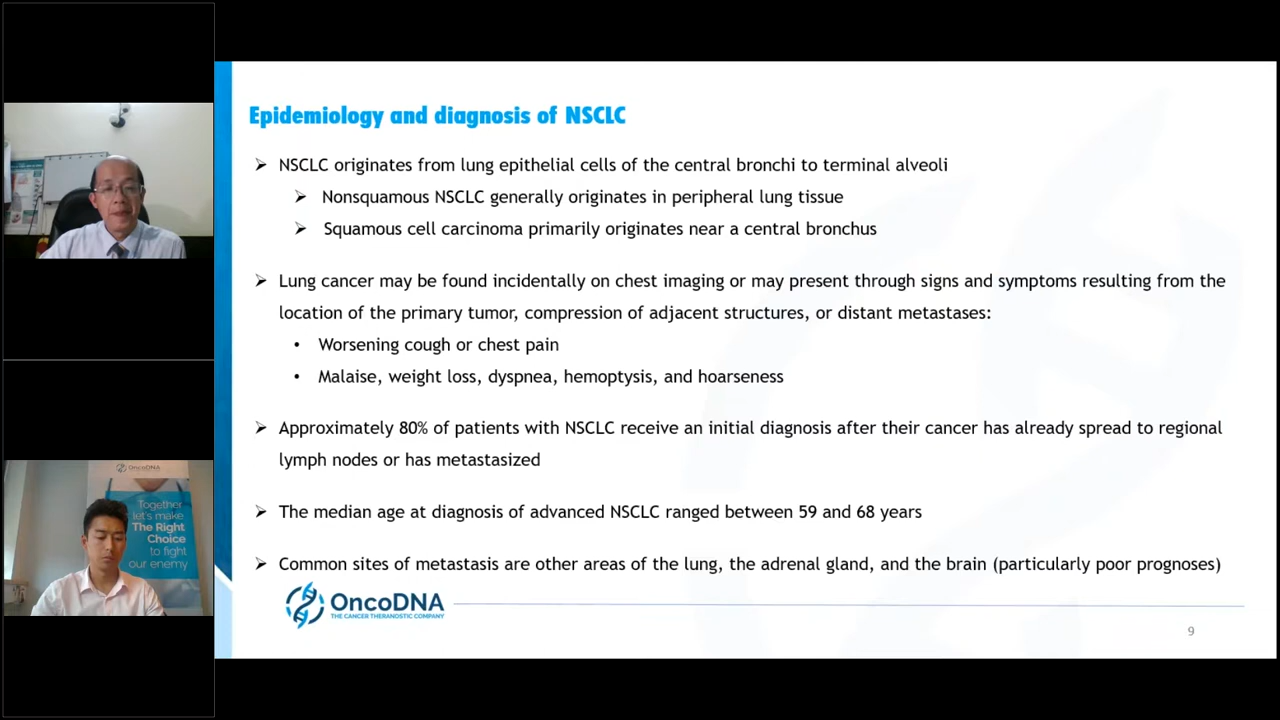 Epidemiology and diagnosis of NSCLC
NSCLC originates from lung epithelial cells of the central bronchi to terminal alveoli
Nonsquamous NSCLC generally originates in peripheral lung tissue
Squamous cell carcinoma primarily originates near a central bronchus
Lung cancer may be found incidentally on chest imaging or may present through signs and symptoms resulting from the
location of the primary tumor, compression of adjacent structures, or distant metastases:
Worsening cough or chest pain
Malaise, weight loss, dyspnea, hemoptysis, and hoarseness
Approximately 80% of patients with NSCLC receive an initial diagnosis after their cancer has already spread to regional
lymph nodes or has metastasized
The median age at diagnosis of advanced NSCLC ranged between 59 and 68 years
Common sites of metastasis are other areas of the lung, the adrenal gland, and the brain (particularly poor prognoses)
OncoDNA
THE CANCER THERANOSTIC COMPANY
9
OncoDNA
Together
let's make
The Right
Choice
to fight
our enemy